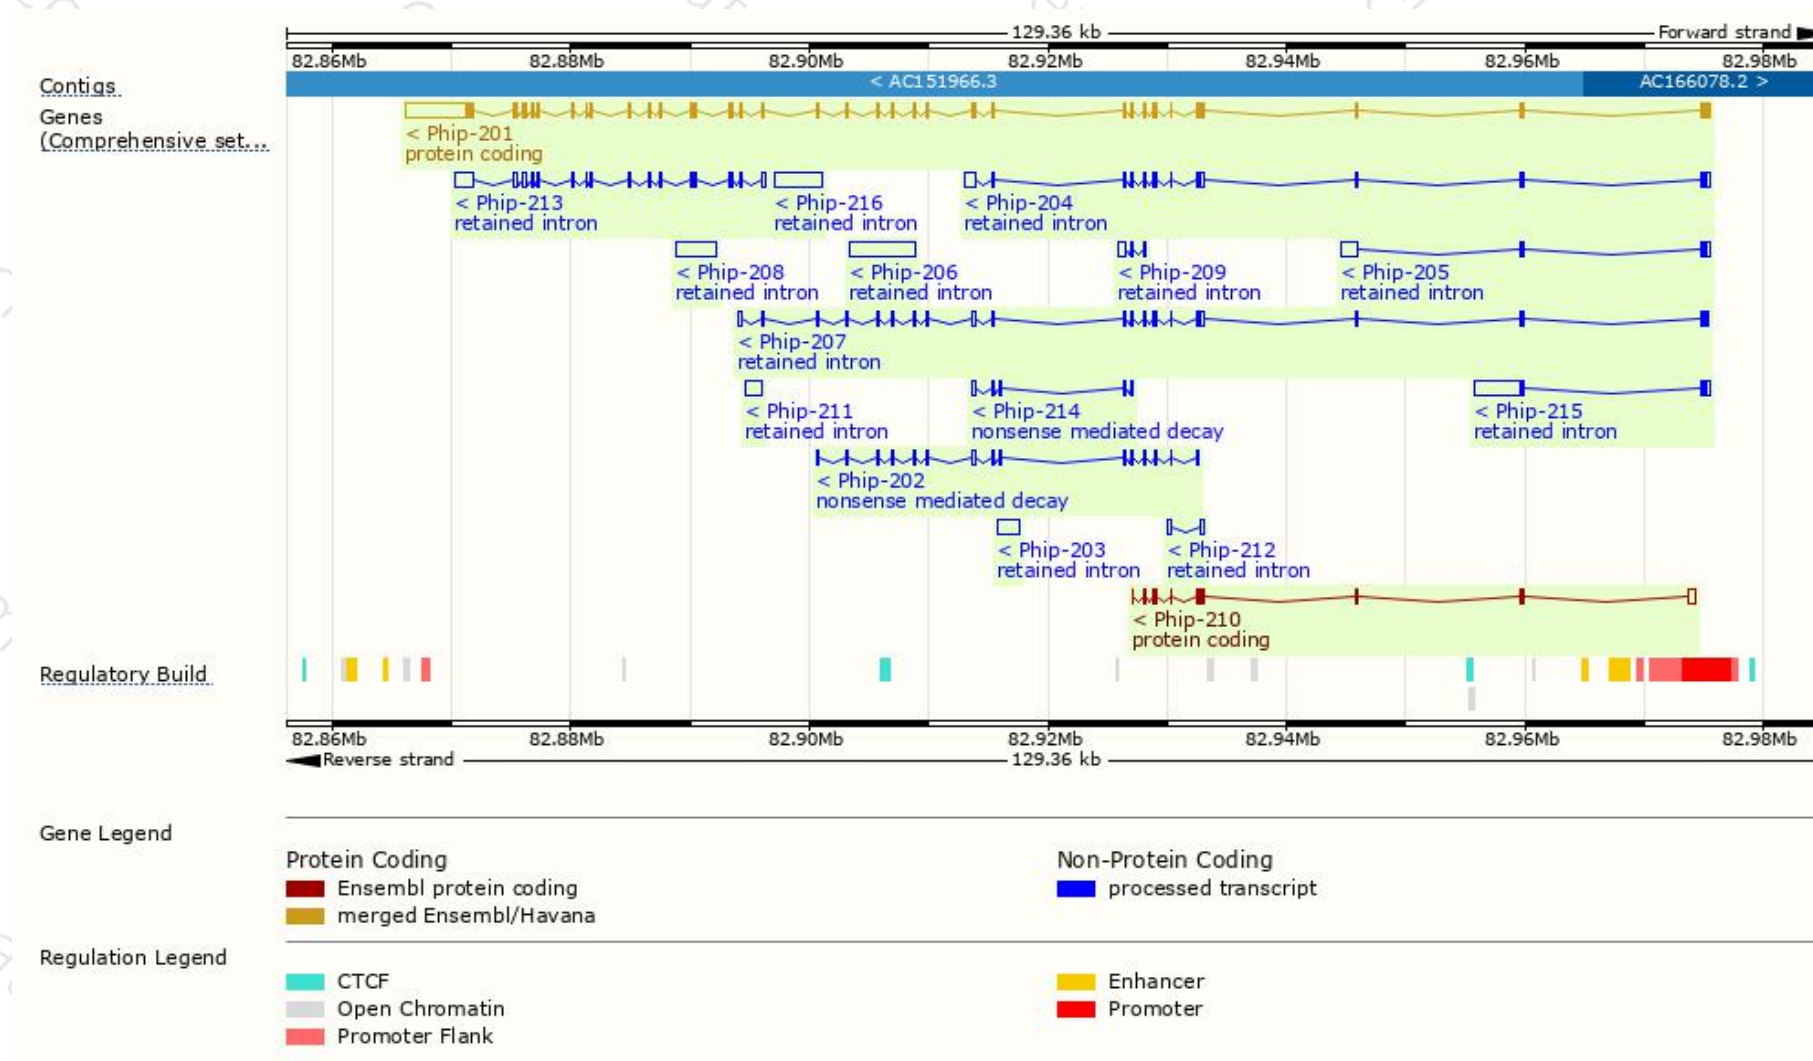 129.36 kb Forward strand
82.86Mb 82.88Mb 82.90Mb 82.92Mb 82.94Mb 82.96Mb 82.98Mb
Contigs < AC151966.3 AC166078.2 >
Genes
(Comprehensive set...
< Phip-201
protein coding
< Phip-213 < Phip-216 < Phip-204
retained intron retained intron retained intron
< Phip-208 < Phip-206 < Phip-209 < Phip-205
retained intron retained intron retained intron retained intron
< Phip-207
retained intron
< Phip-211 < Phip-214 < Phip-215
retained intron nonsense mediated decay retained intron
< Phip-202
nonsense mediated decay
< Phip-203 < Phip-212
retained intron retained intron
< Phip-210
protein coding
Regulatory Build
82.86Mb 82.88Mb 82.90Mb 82.92Mb 82.94Mb 82.96Mb 82.98Mb
Reverse strand 129.36 kb
Gene Legend
Protein Coding Non-Protein Coding
Ensembl protein coding processed transcript
merged Ensembl/Havana
Regulation Legend
CTCF Enhancer
Open Chromatin Promoter
Promoter Flank